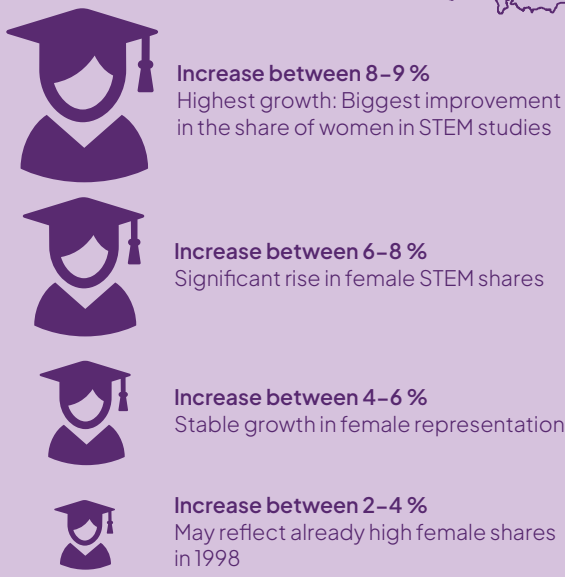 Increase between 8–9 %
Highest growth: Biggest improvement
in the share of women in STEM studies
Increase between 6–8 %
Significant rise in female STEM shares
Increase between 4–6 %
Stable growth in female representation
Increase between 2–4 %
May reflect already high female shares
in 1998